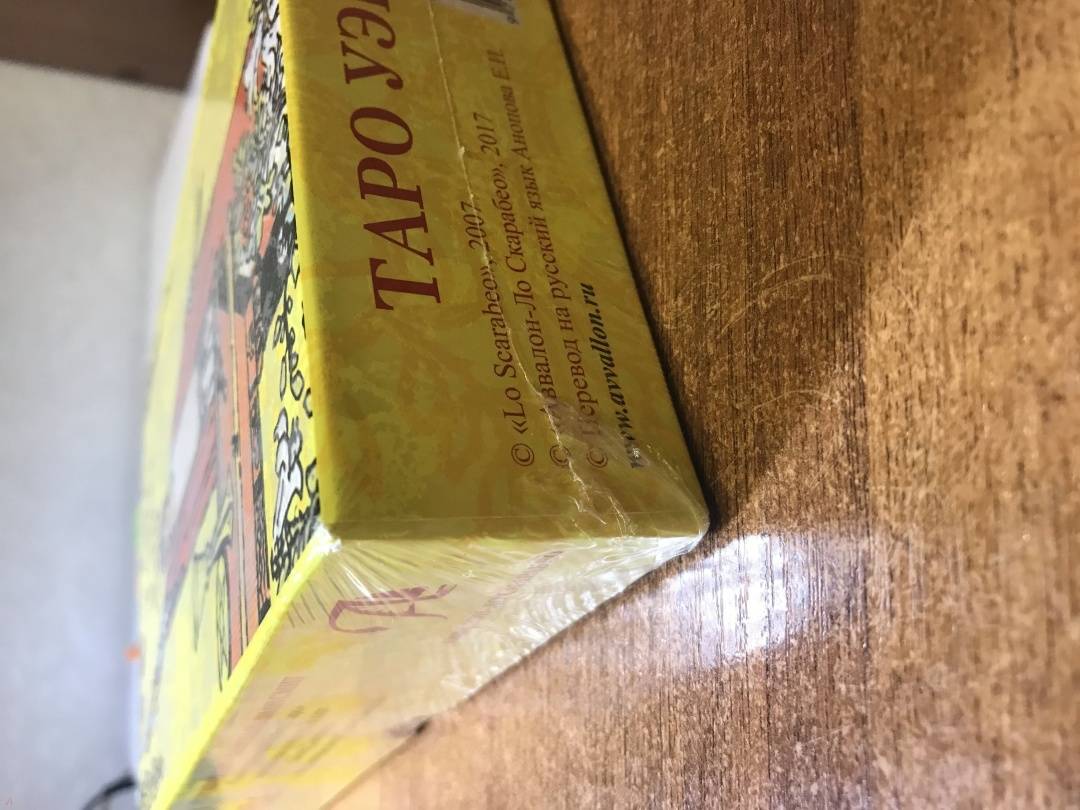 ТАРО УЭ
© «Lo Scarabeo», 2007
© «Аввалон-Ло Скарабео», 2017
© Перевод на русский язык Анопова Е.И.
www.avvallon.ru